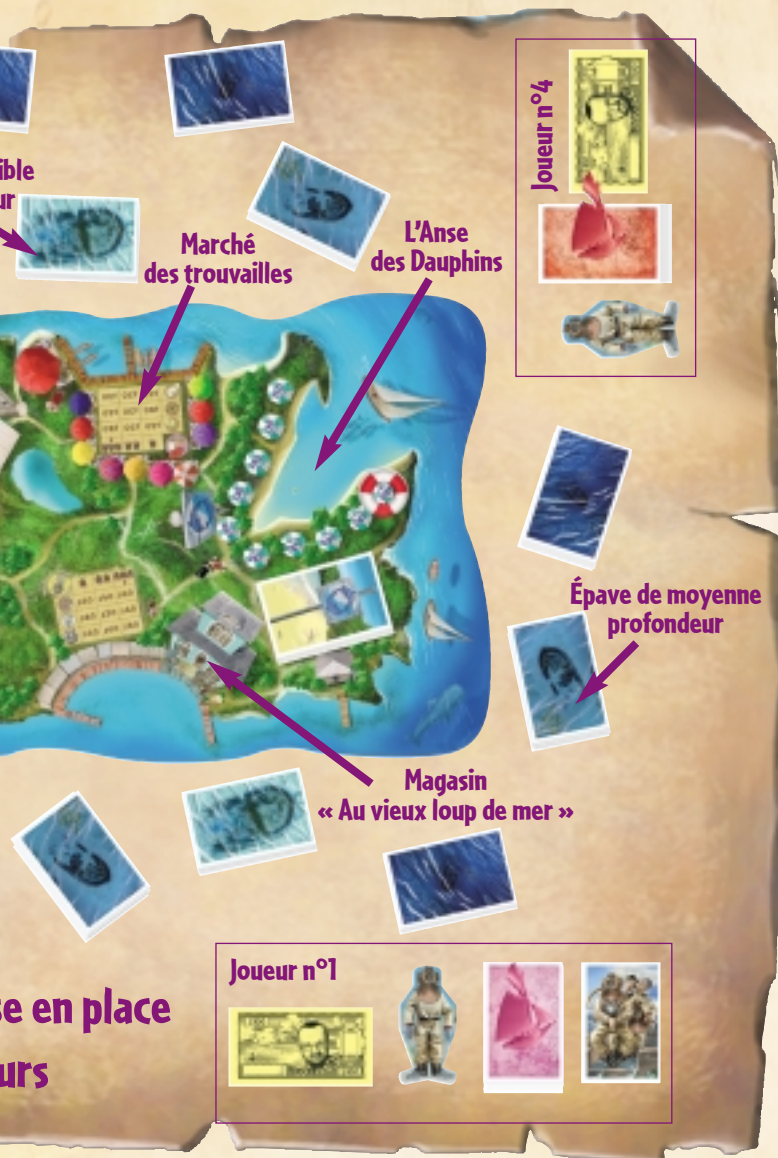 Joueur n°4
ible
ur
Marché
des trouvailles
L'Anse
des Dauphins
Épave de moyenne
profondeur
Magasin
« Au vieux loup de mer »
Joueur n°1
se en place
urs